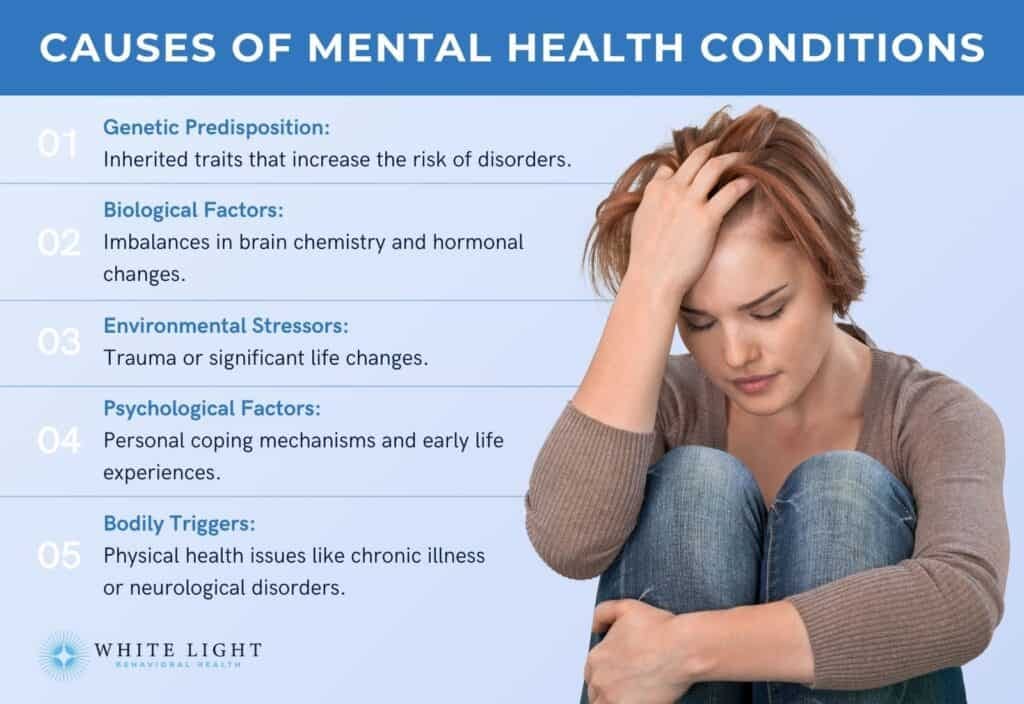 CAUSES OF MENTAL HEALTH CONDITIONS
01
Genetic Predisposition:
Inherited traits that increase the risk of disorders.
02
Biological Factors:
Imbalances in brain chemistry and hormonal
changes.
03
Environmental Stressors:
Trauma or significant life changes.
04
Psychological Factors:
Personal coping mechanisms and early life
experiences.
05
Bodily Triggers:
Physical health issues like chronic illness
or neurological disorders.
WHITE LIGHT
BEHAVIORAL HEALTH